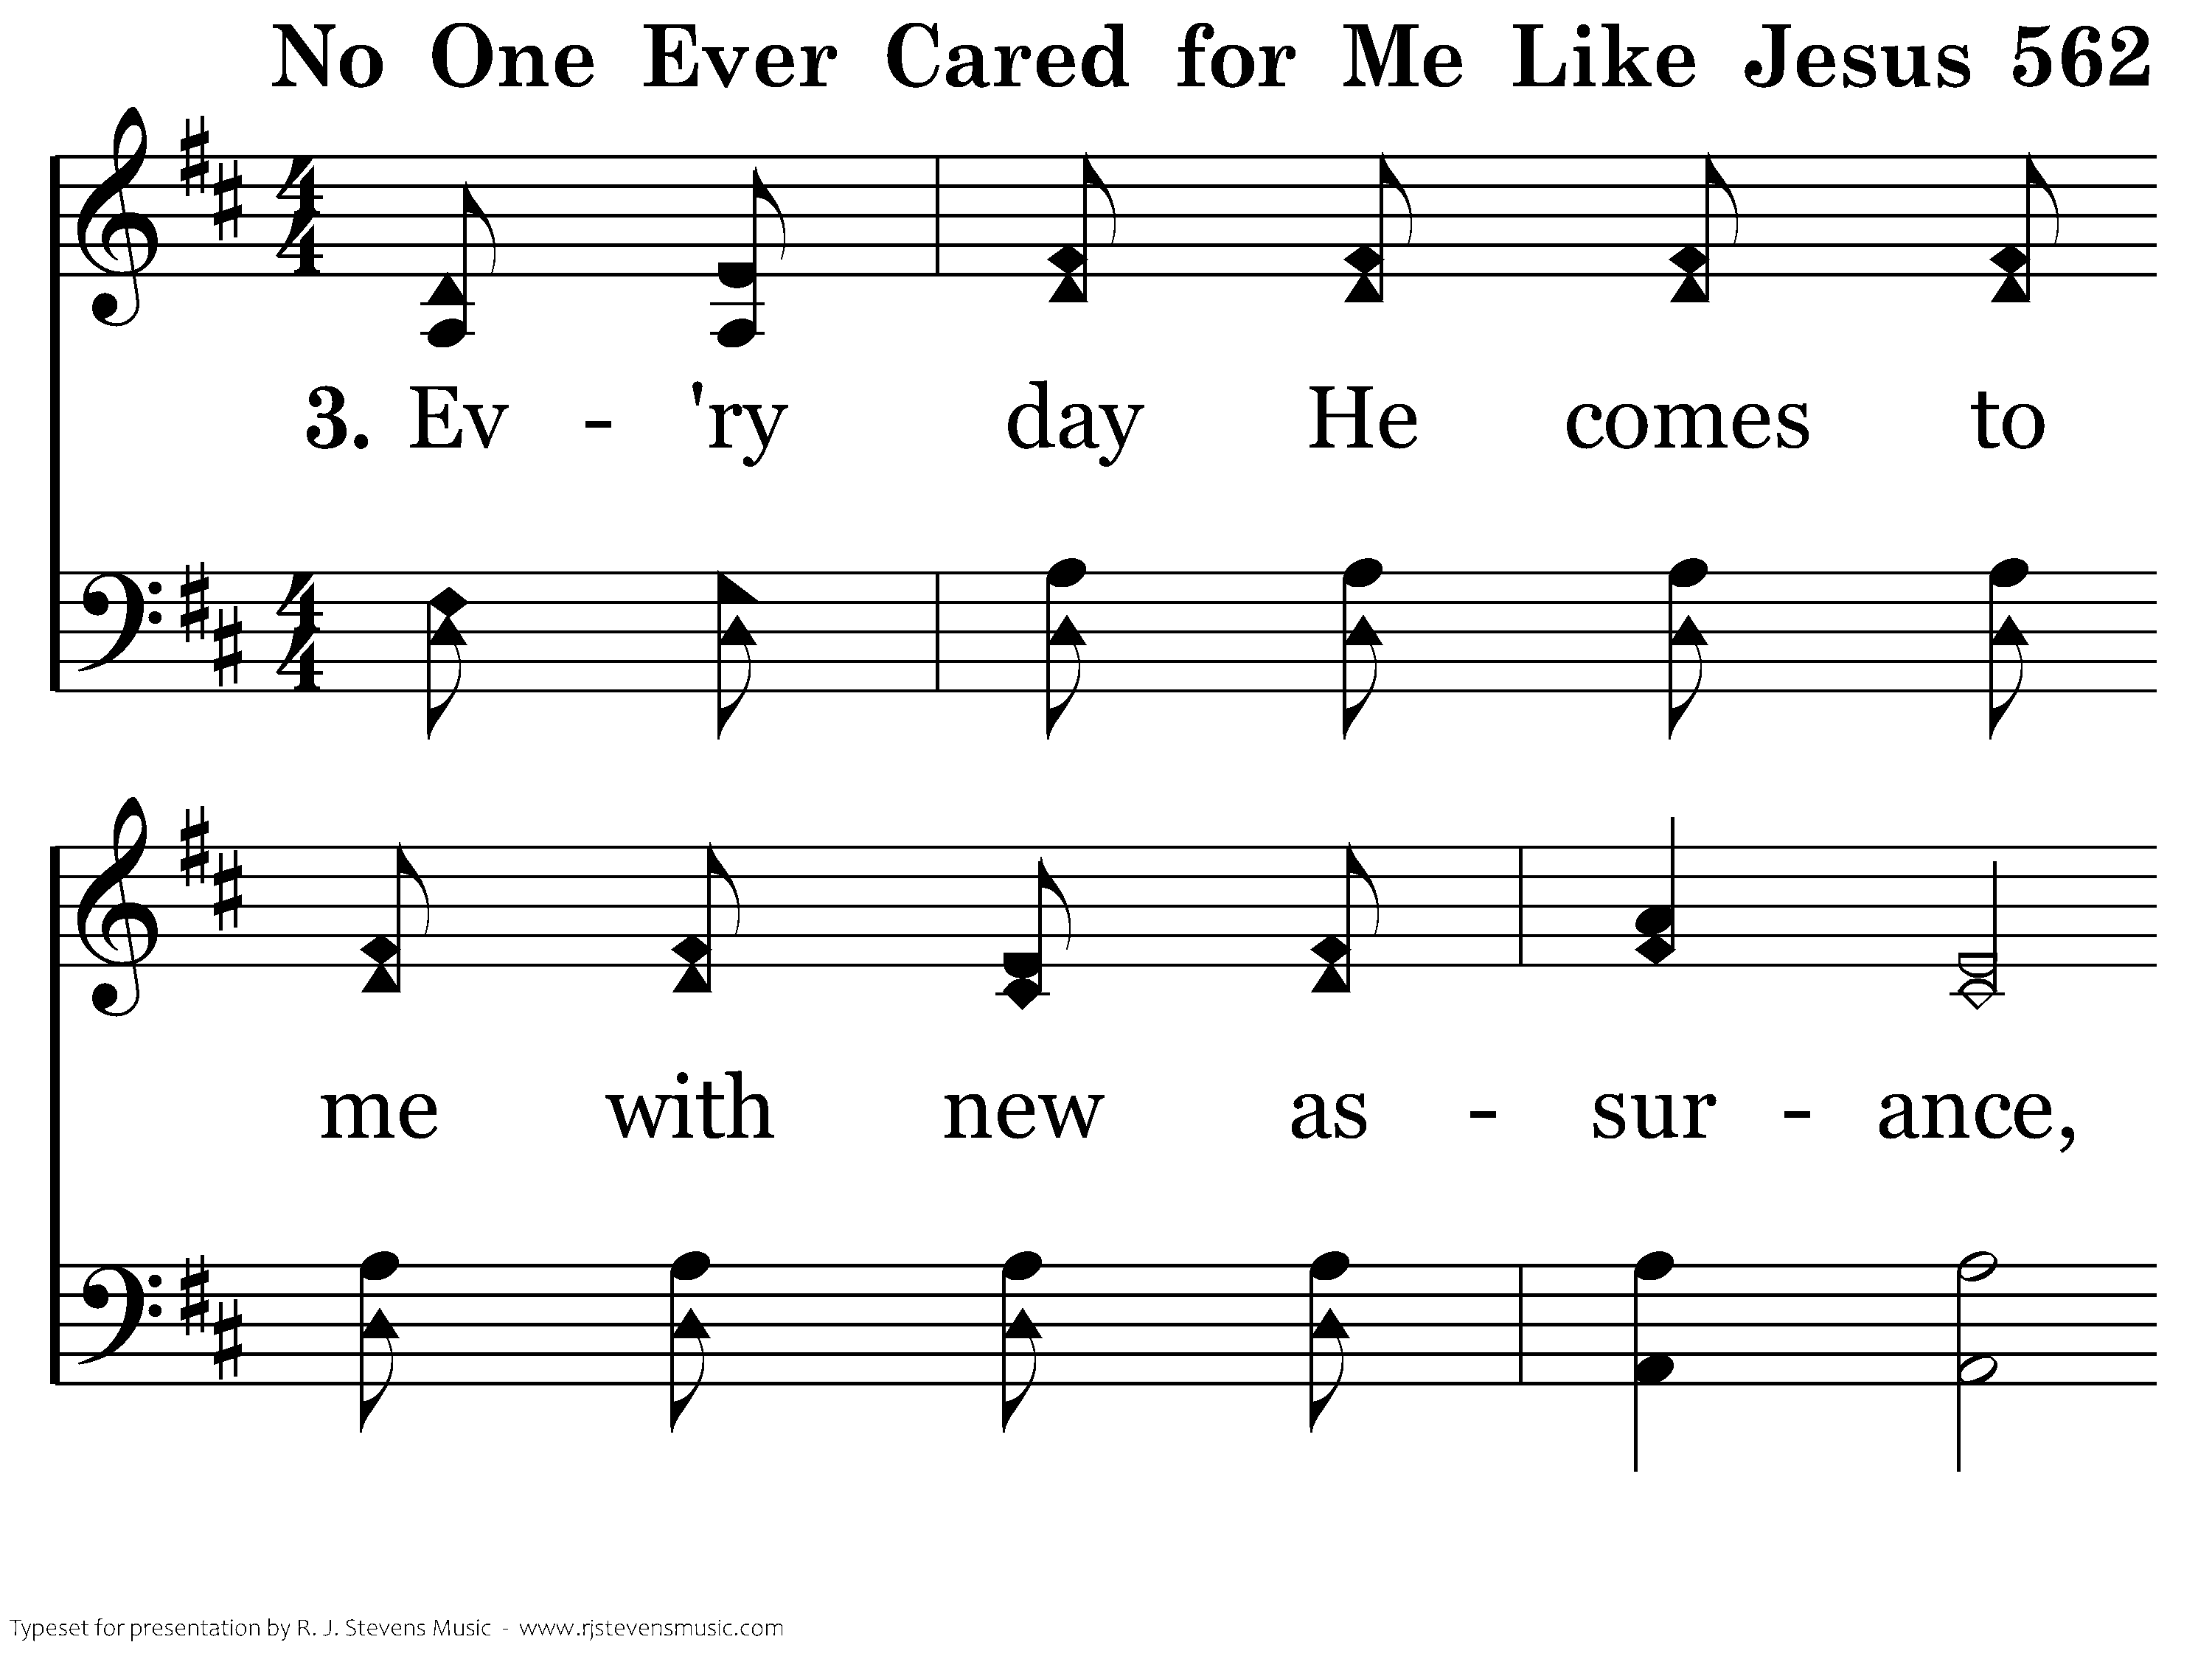 No One Ever Cared for Me Like Jesus 562
3. Ev - 'ry day He comes to
me with new as - sur - ance,
Typeset for presentation by R. J. Stevens Music - www.rjstevensmusic.com